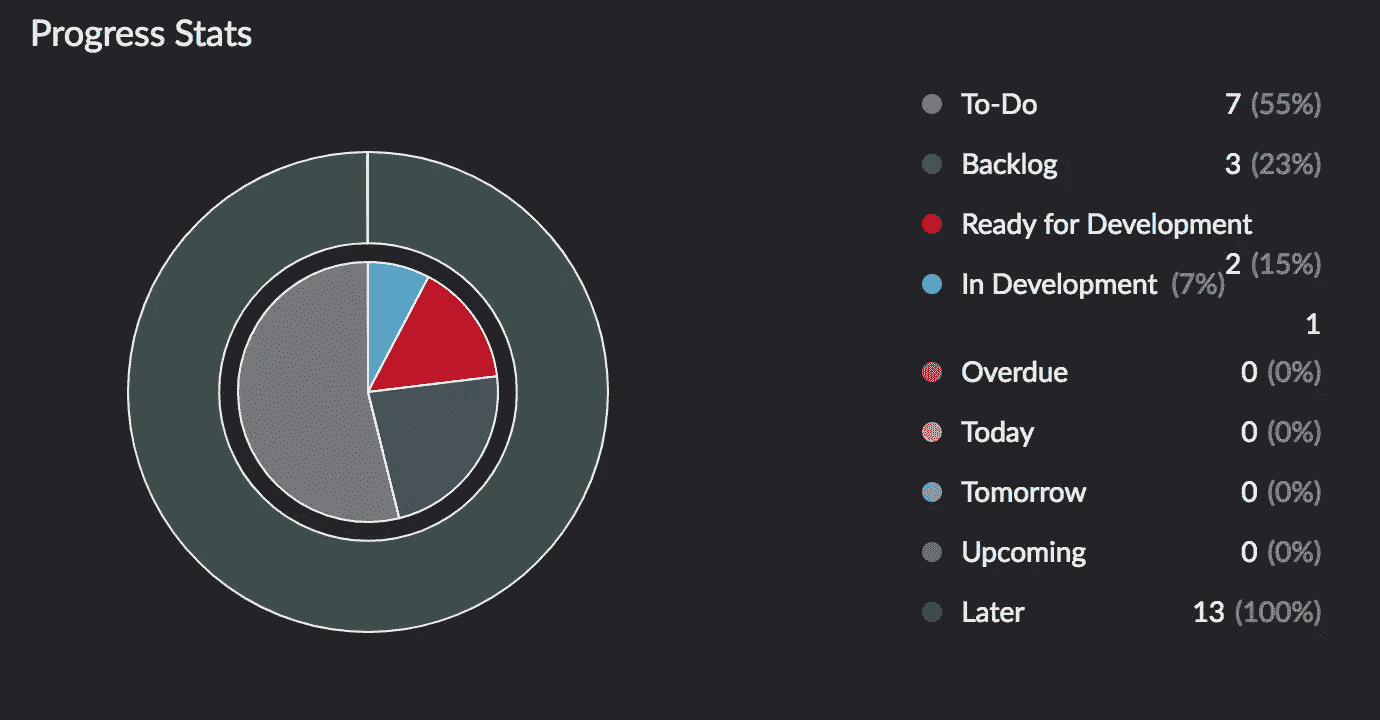 Progress Stats
To-Do 7 (55%)
Backlog 3 (23%)
Ready for Development
2 (15%)
In Development (7%)
1
Overdue 0 (0%)
Today 0 (0%)
Tomorrow 0 (0%)
Upcoming 0 (0%)
Later 13 (100%)